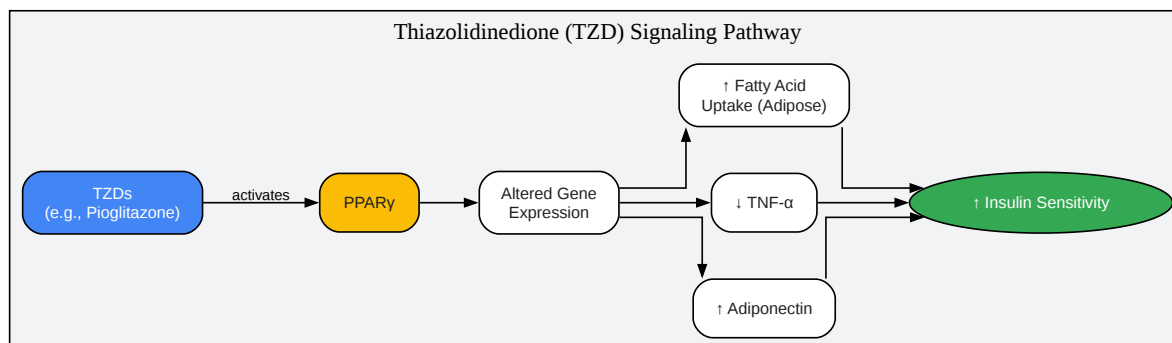 Thiazolidinedione (TZD) Signaling Pathway
↑ Fatty Acid
Uptake (Adipose)
TZDs
(e.g., Pioglitazone)
activates
PPARγ
Altered Gene
Expression
↓ TNF-α
↑ Insulin Sensitivity
↑ Adiponectin